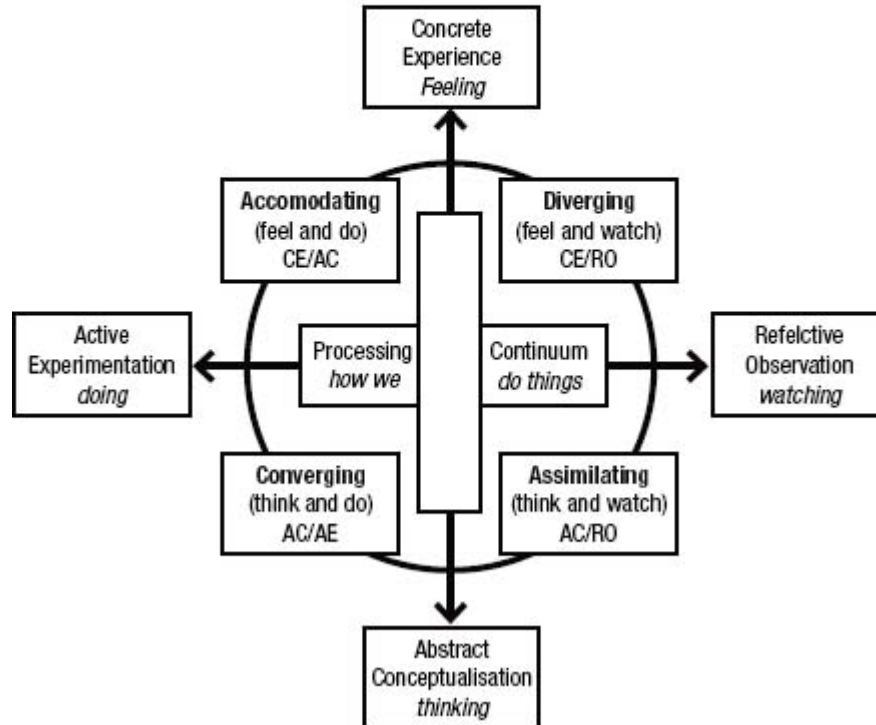 Concrete
Experience
Feeling
Accomodating
(feel and do)
CE/AC
Diverging
(feel and watch)
CE/RO
Active
Experimentation
doing
Processing
how we
Continuum
do things
Refelctive
Observation
watching
Converging
(think and do)
AC/AE
Assimilating
(think and watch)
AC/RO
Abstract
Conceptualisation
thinking